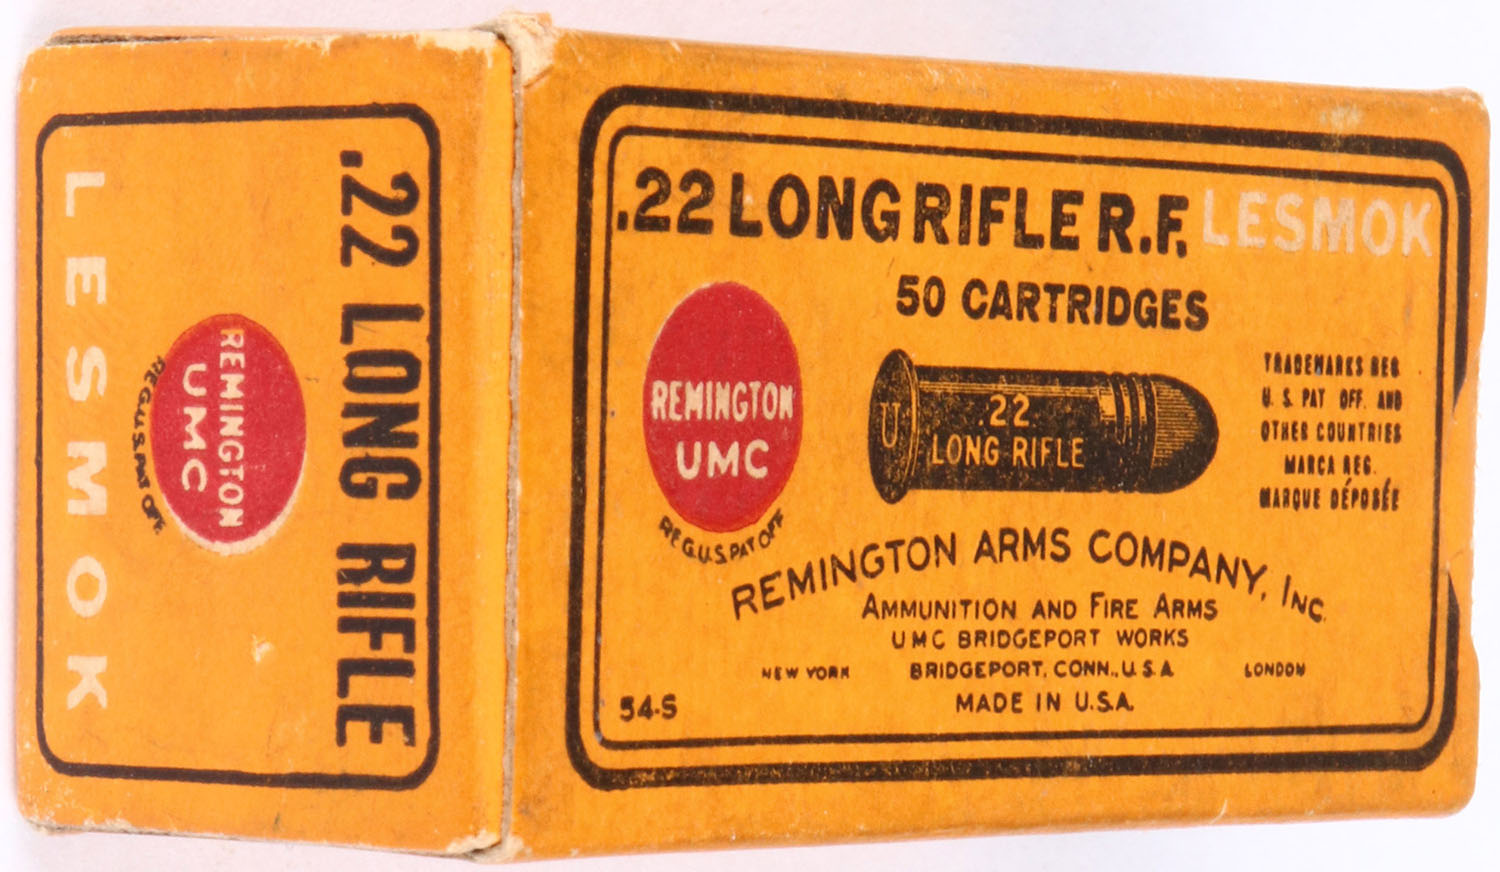 .22 LONG RIFLE
REMINGTON
UMC
REG.U.S.PAT.OFF.
LESMOK
.22 LONG RIFLE R.F. LESMOK
50 CARTRIDGES
REMINGTON
UMC
REG.U.S.PAT.OFF.
U
.22
LONG RIFLE
TRADEMARKS REG.
U. S. PAT. OFF. AND
OTHER COUNTRIES
MARCA REG.
MARQUE DÉPOSÉE
REMINGTON ARMS COMPANY, INC.
AMMUNITION AND FIRE ARMS
UMC BRIDGEPORT WORKS
NEW YORK BRIDGEPORT, CONN., U.S.A. LONDON
54-S MADE IN U.S.A.